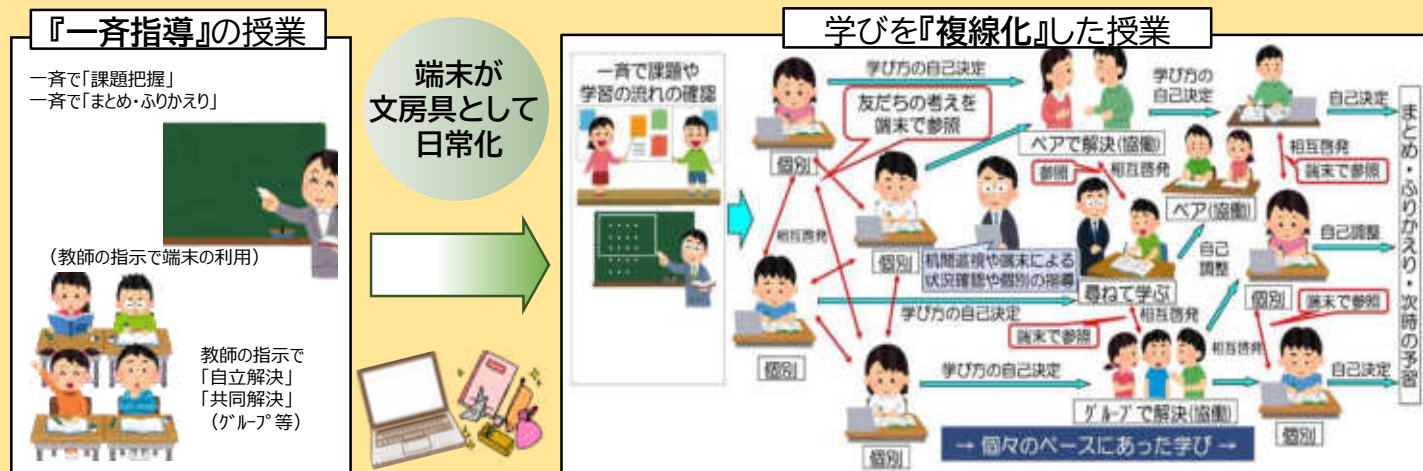 『一斉指導』の授業
一斉で「課題把握」
一斉で「まとめ・ふりかえり」
（教師の指示で端末の利用）
教師の指示で
「自立解決」
「共同解決」
（グループ等）
端末が
文房具として
日常化
学びを『複線化』した授業
一斉で課題や
学習の流れの確認
個別
学び方の自己決定
友だちの考えを
端末で参照
ペアで解決(協働)
学び方の
自己決定
自己決定
相互啓発
端末で参照
参照
相互啓発
ペア(協働)
相互啓発
個別
個別
机間巡視や端末による
状況確認や個別の指導
尋ねて学ぶ
自己
調整
個別
自己調整
学び方の自己決定
端末で参照
相互啓発
端末で参照
相互啓発
個別
学び方の自己決定
グループで解決(協働)
個別
自己決定
→ 個々のペースにあった学び →
まとめ・ふりかえり・次時の予習